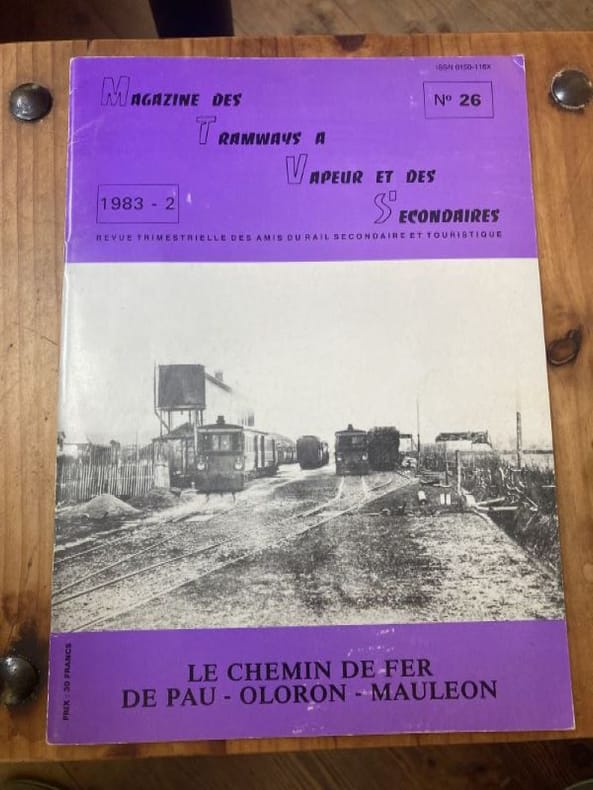 ISSN 0150-116X
MAGAZINE DES
N° 26
TRAMWAYS A
VAPEUR ET DES
1983 - 2
SECONDAIRES
REVUE TRIMESTRIELLE DES AMIS DU RAIL SECONDAIRE ET TOURISTIQUE
PRIX : 30 FRANCS
LE CHEMIN DE FER
DE PAU - OLORON - MAULEON